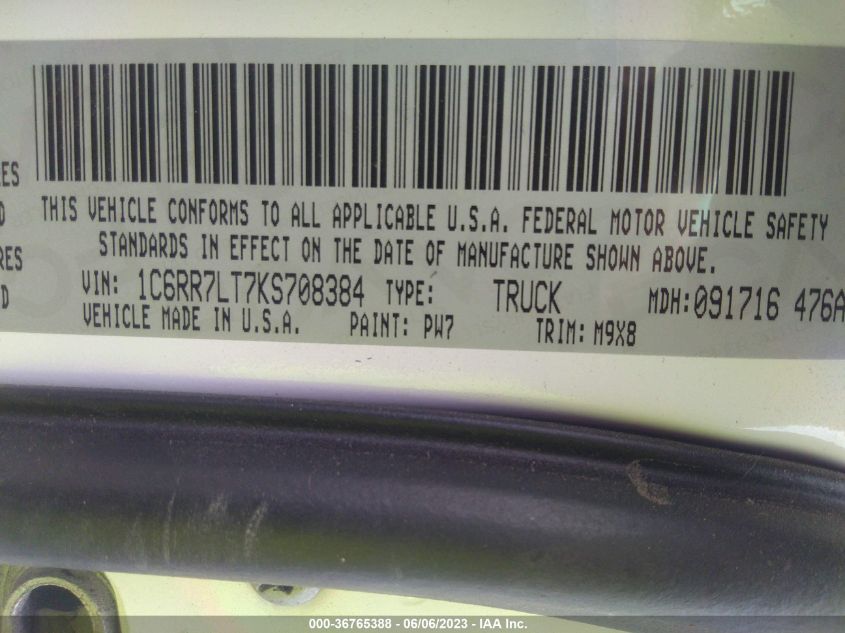 ES
D
RES
D
THIS VEHICLE CONFORMS TO ALL APPLICABLE U.S.A. FEDERAL MOTOR VEHICLE SAFETY
STANDARDS IN EFFECT ON THE DATE OF MANUFACTURE SHOWN ABOVE.
VIN: 1C6RR7LT7KS708384 TYPE: TRUCK MDH:091716 476A
VEHICLE MADE IN U.S.A. PAINT: PW7 TRIM: M9X8
000-36765388 - 06/06/2023 - IAA Inc.